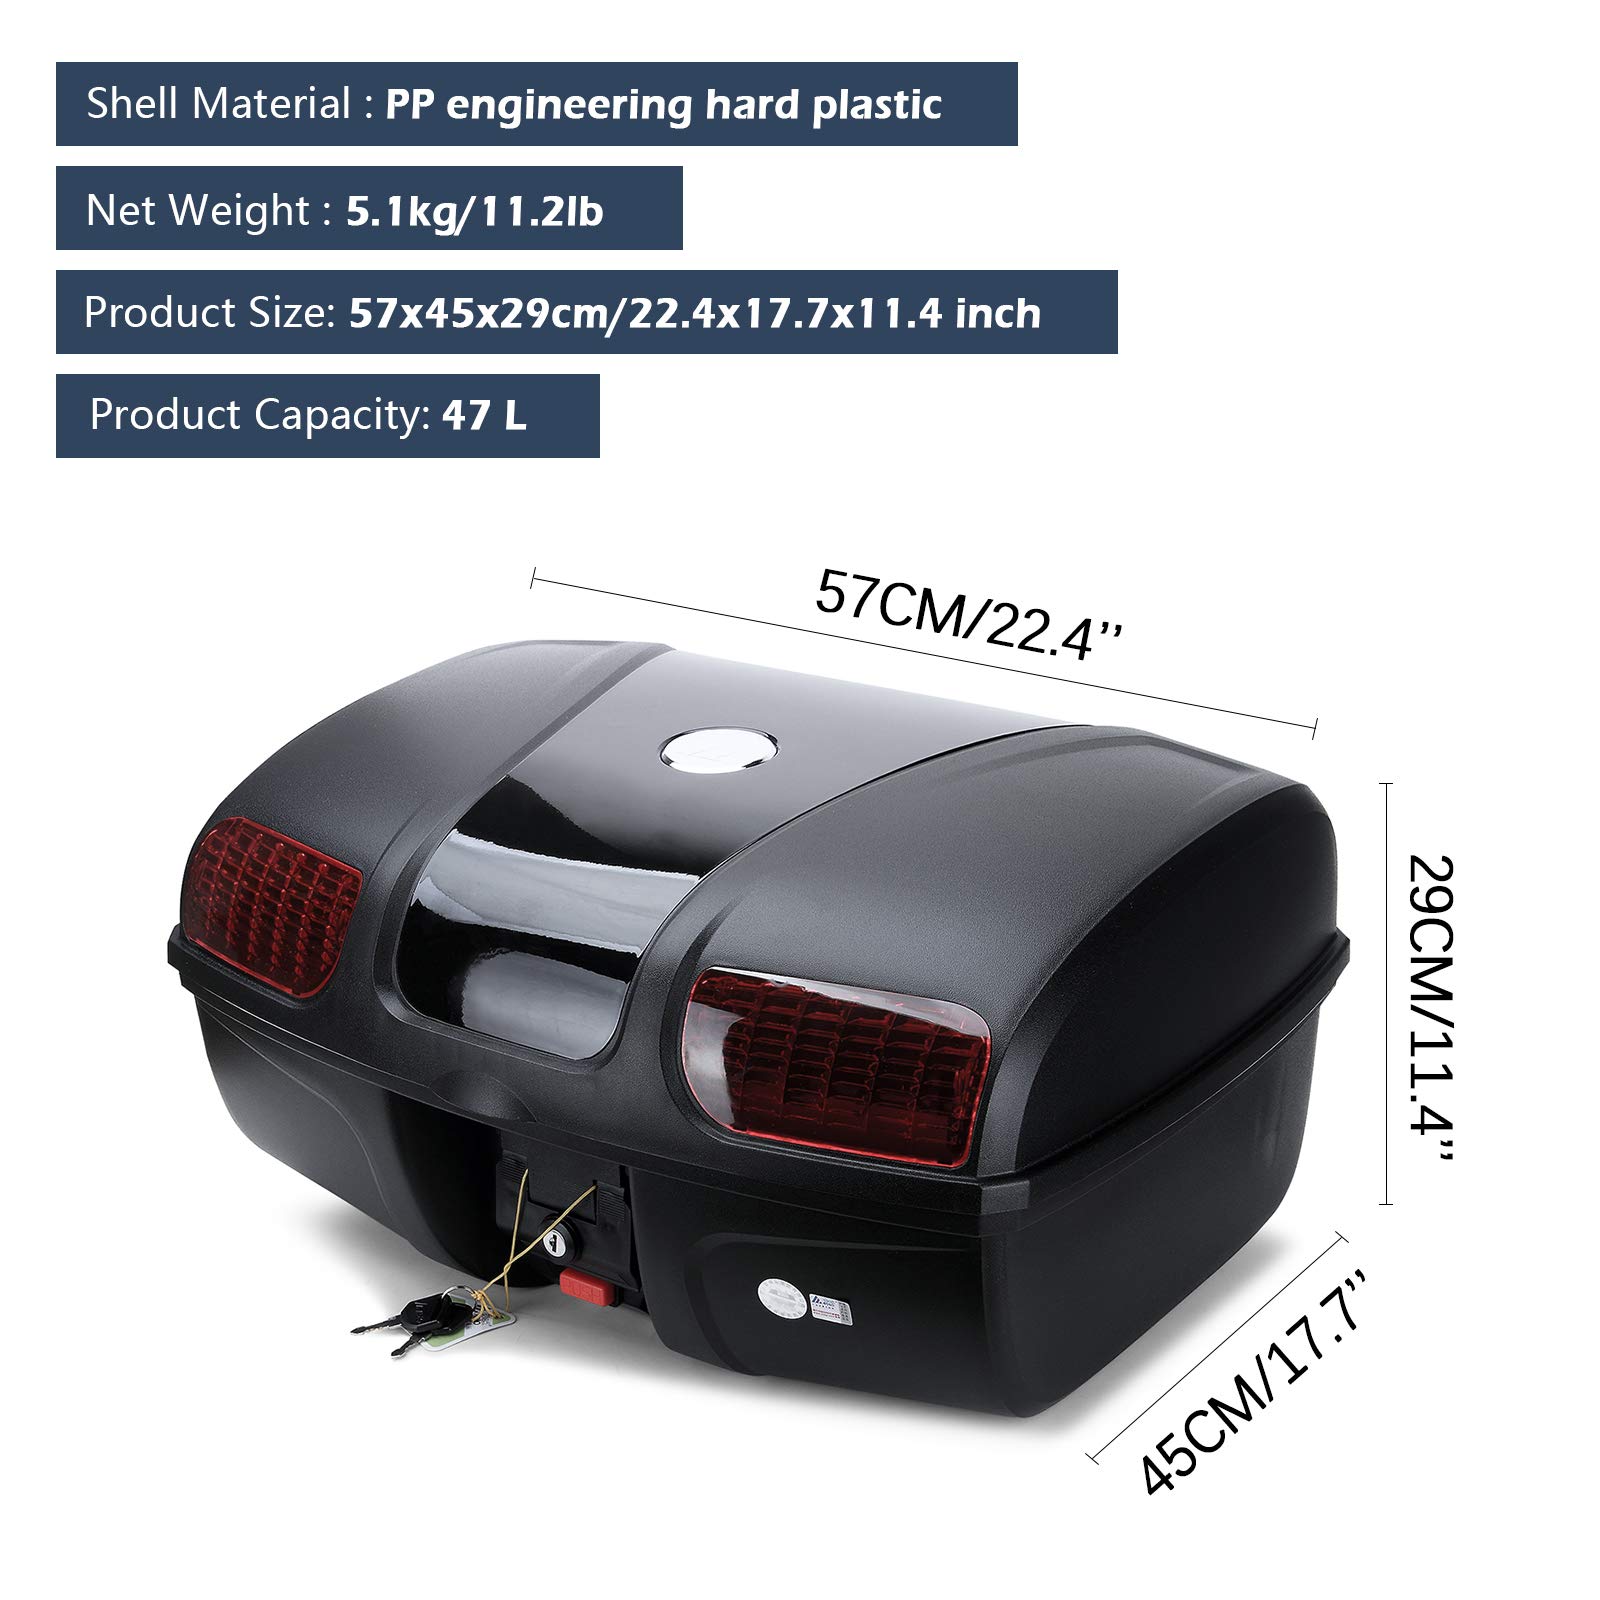 Shell Material : PP engineering hard plastic
Net Weight : 5.1kg/11.2lb
Product Size: 57x45x29cm/22.4x17.7x11.4 inch
Product Capacity: 47 L
57CM/22.4’’
29CM/11.4’’
45CM/17.7’’